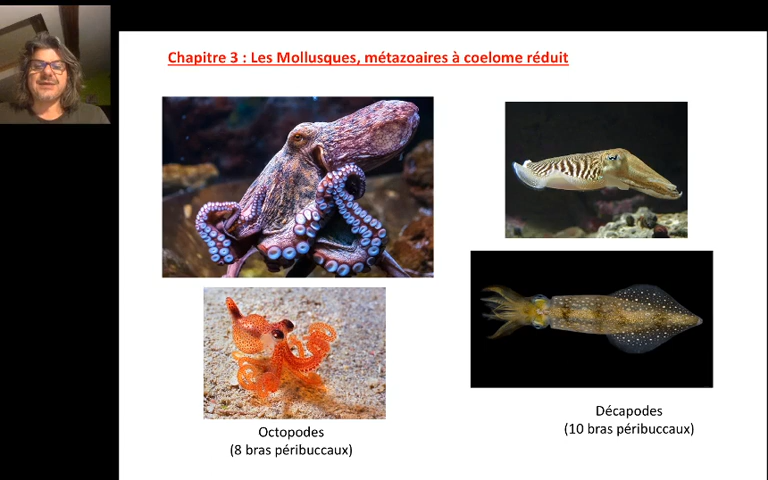 Chapitre 3 : Les Mollusques, métazoaires à coelome réduit
Octopodes
(8 bras péribuccaux)
Décapodes
(10 bras péribuccaux)